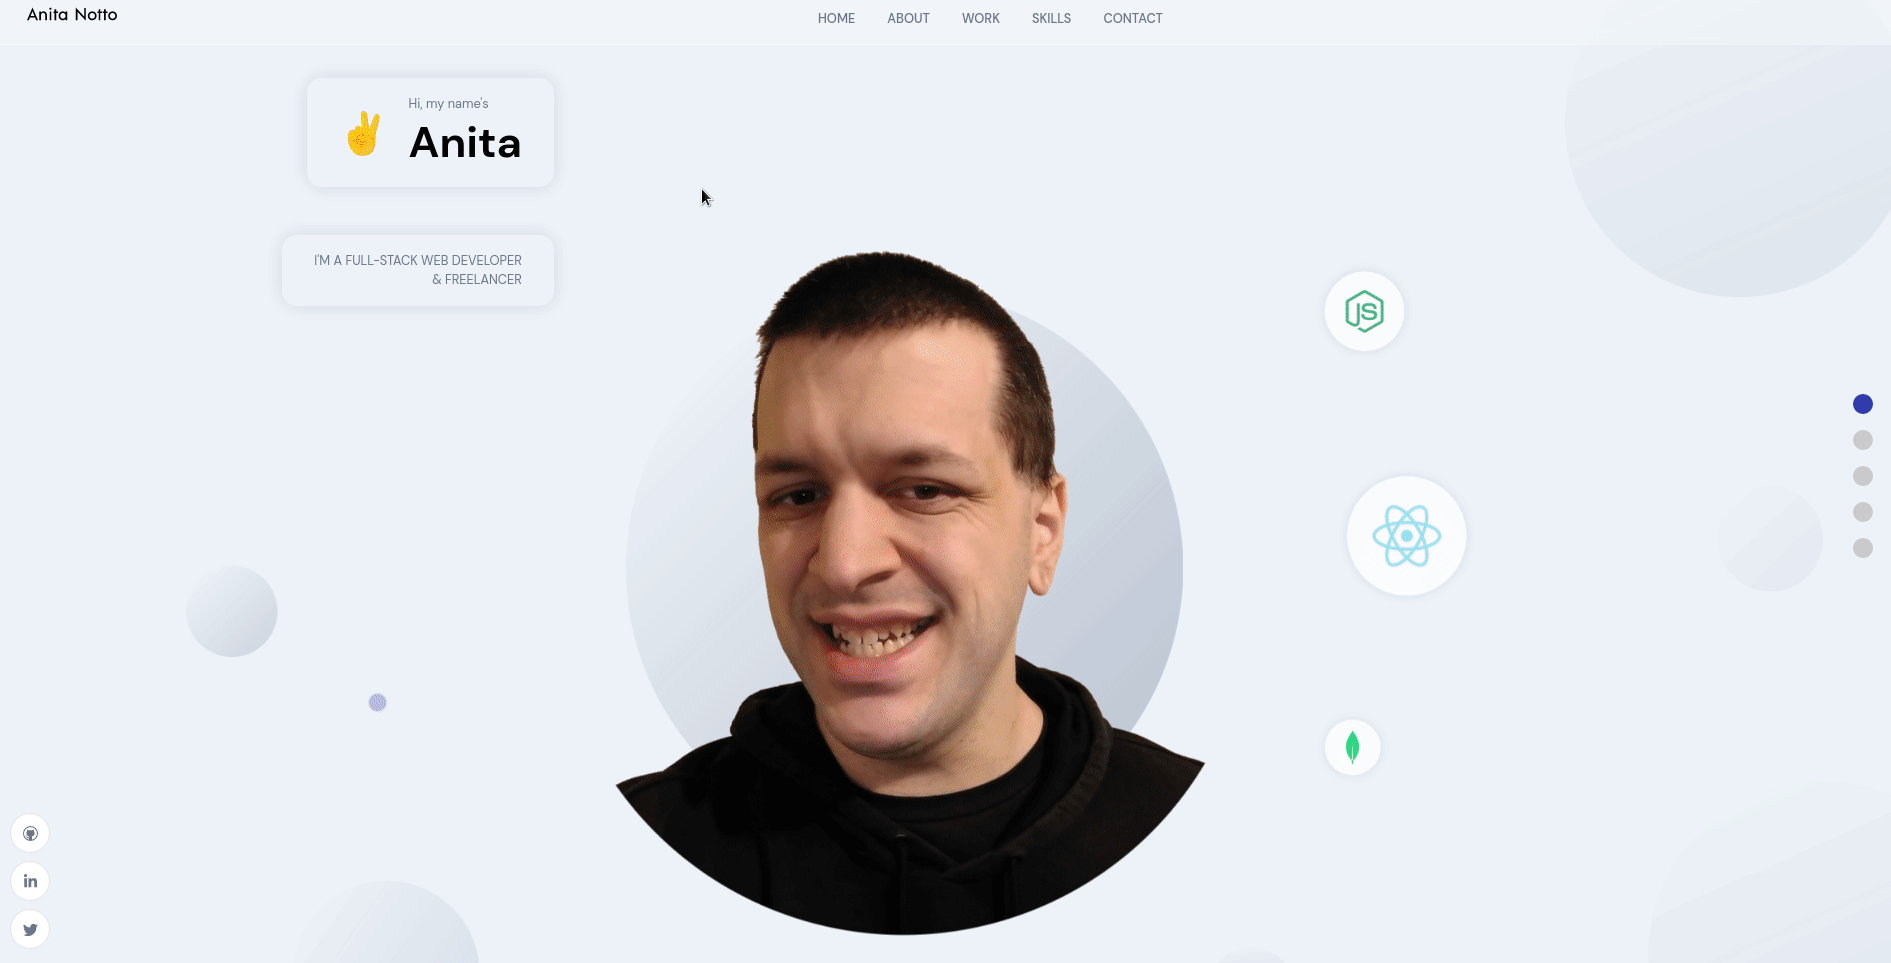 Anita Notto
HOME ABOUT WORK SKILLS CONTACT
Hi, my name's
Anita
I'M A FULL-STACK WEB DEVELOPER
& FREELANCER
JS
in